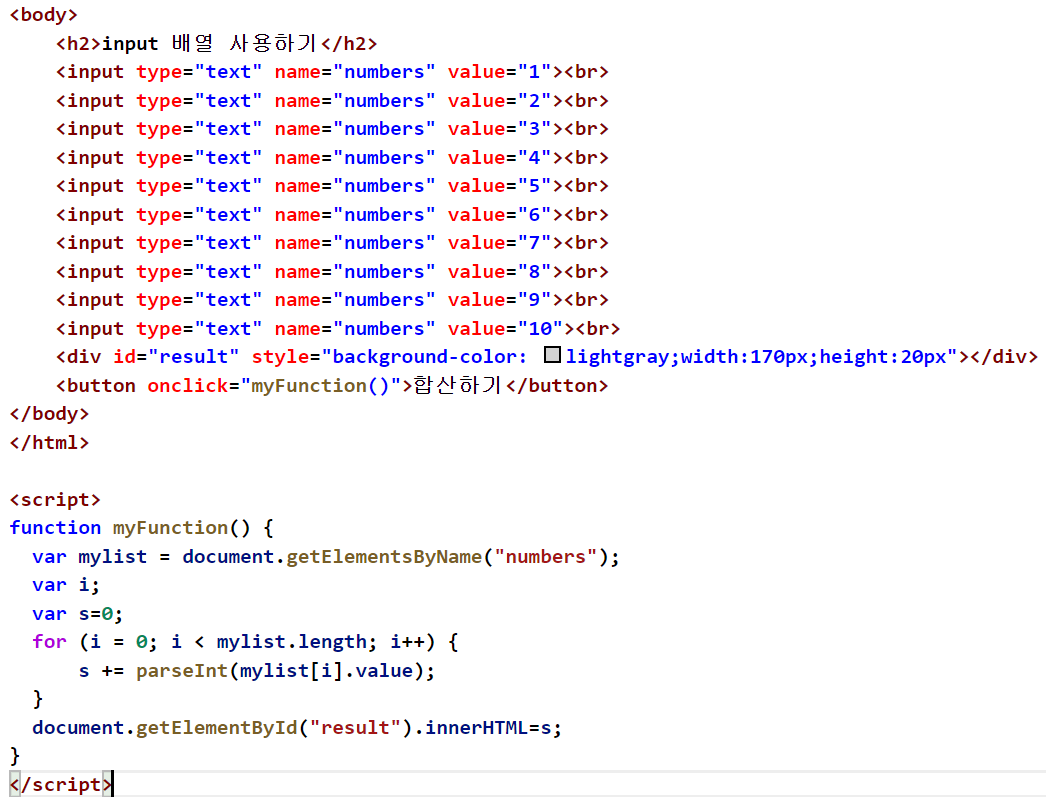 <body>
    <h2>input 배열 사용하기</h2>
    <input type="text" name="numbers" value="1"><br>
    <input type="text" name="numbers" value="2"><br>
    <input type="text" name="numbers" value="3"><br>
    <input type="text" name="numbers" value="4"><br>
    <input type="text" name="numbers" value="5"><br>
    <input type="text" name="numbers" value="6"><br>
    <input type="text" name="numbers" value="7"><br>
    <input type="text" name="numbers" value="8"><br>
    <input type="text" name="numbers" value="9"><br>
    <input type="text" name="numbers" value="10"><br>
    <div id="result" style="background-color: lightgray;width:170px;height:20px"></div>
    <button onclick="myFunction()">합산하기</button>
</body>
</html>

<script>
function myFunction() {
  var mylist = document.getElementsByName("numbers");
  var i;
  var s=0;
  for (i = 0; i < mylist.length; i++) {
      s += parseInt(mylist[i].value);
  }
  document.getElementById("result").innerHTML=s;
}
</script>